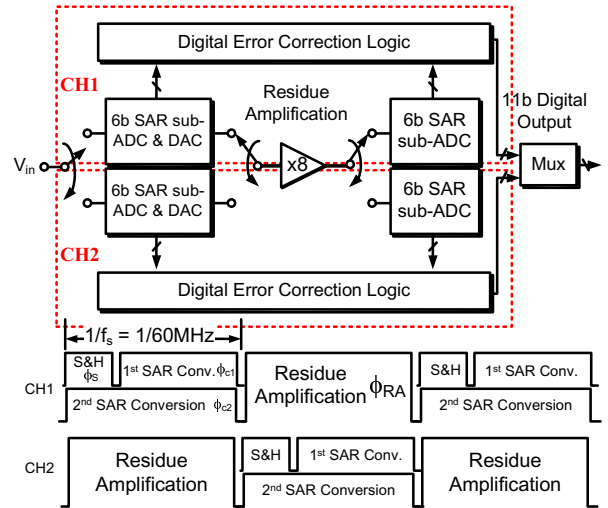 Digital Error Correction Logic
CH1
Residue
Amplification
11b Digital
Output
6b SAR sub-
ADC & DAC
6b SAR
sub-ADC
Vin
x8
Mux
6b SAR sub-
ADC & DAC
6b SAR
sub-ADC
CH2
Digital Error Correction Logic
1/fs = 1/60MHz
CH1
S&H
ϕS
1st SAR Conv. ϕc1
2nd SAR Conversion ϕc2
Residue
Amplification ϕRA
S&H
1st SAR Conv.
2nd SAR Conversion
CH2
Residue
Amplification
S&H
1st SAR Conv.
2nd SAR Conversion
Residue
Amplification